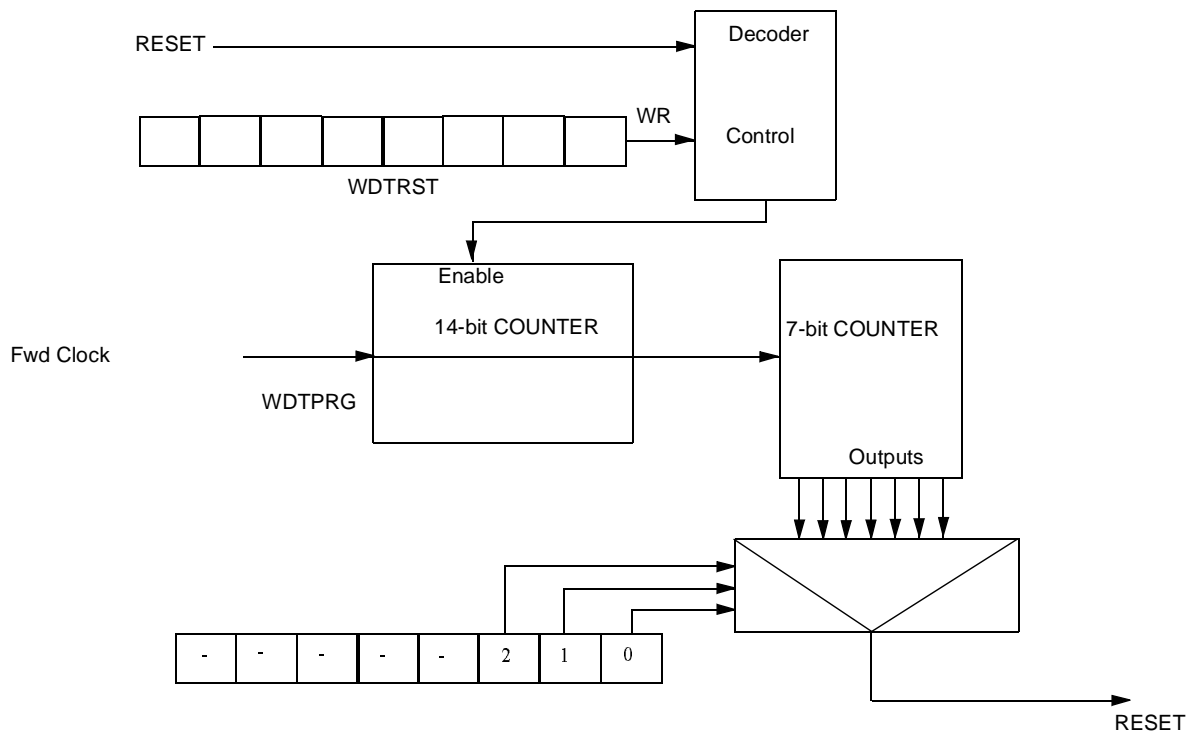 Decoder
RESET
WR
Control
WDTRST
Enable
14-bit COUNTER
7-bit COUNTER
Fwd Clock
WDTPRG
Outputs
- - - - - 2 1 0
RESET